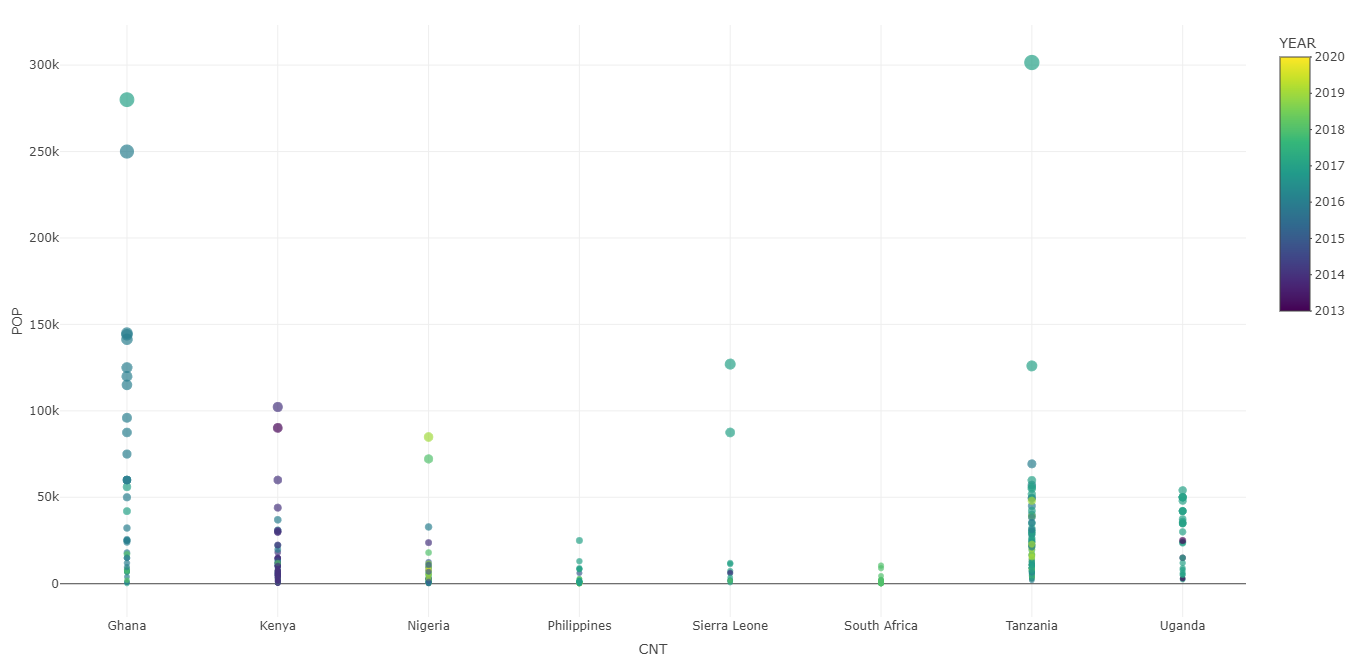 YEAR
2020
2019
2018
2017
2016
2015
2014
2013
300k
250k
200k
150k
100k
50k
0
POP
Ghana Kenya Nigeria Philippines Sierra Leone South Africa Tanzania Uganda
CNT